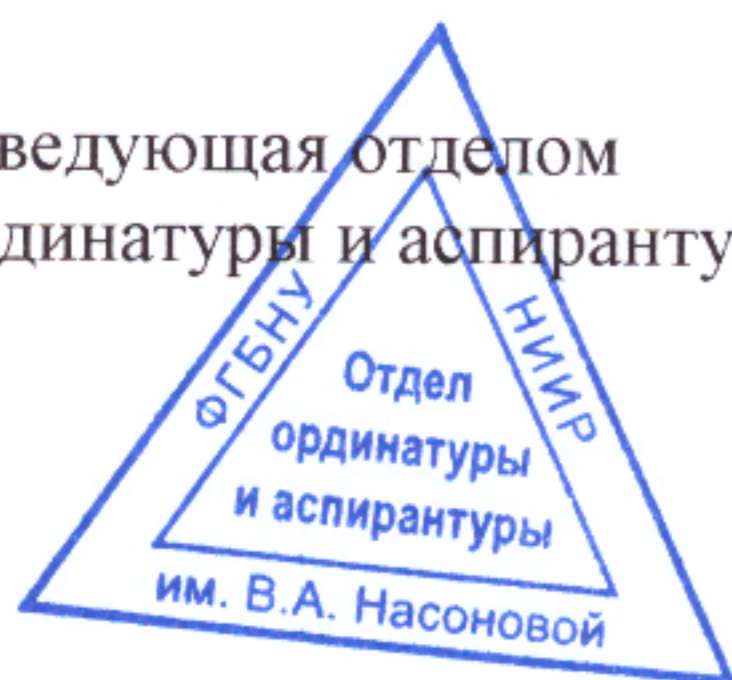 ведующая отделом
динатуры и аспиранту
ФГБНУ
НИИР
Отдел
ординатуры
и аспирантуры
им. В.А. Насоновой